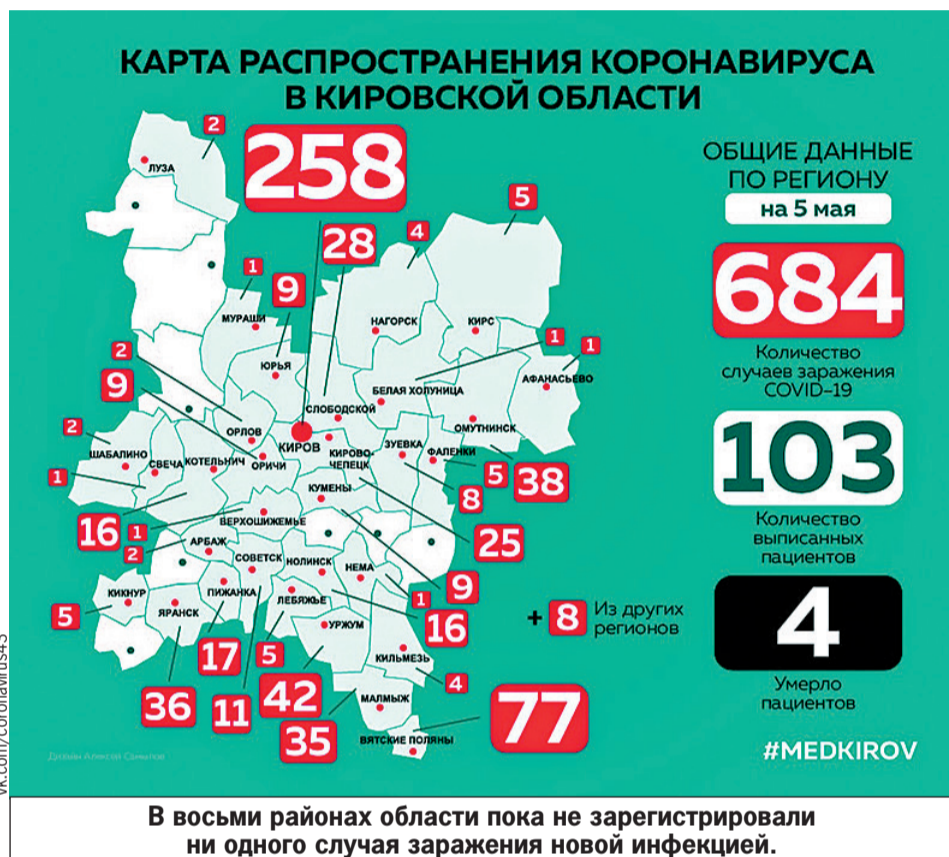 КАРТА РАСПРОСТРАНЕНИЯ КОРОНАВИРУСА
В КИРОВСКОЙ ОБЛАСТИ
ОБЩИЕ ДАННЫЕ
ПО РЕГИОНУ
на 5 мая
684
Количество
случаев заражения
COVID–19
103
Количество
выписанных
пациентов
4
Умерло
пациентов
#MEDKIROV
2
ЛУЗА
258
28
4
5
1
9
МУРАШИ
НАГОРСК
КИРС
2
9
ЮРЬЯ
1
1
БЕЛАЯ ХОЛУНИЦА
АФАНАСЬЕВО
СЛОБОДСКОЙ
ОМУТНИНСК
2
ОРЛОВ
КИРОВ
ШАБАЛИНО
СВЕЧА
КОТЕЛЬНИЧ
ОРИЧИ
КИРОВО-
ЧЕПЕЦК
ЗУЕВКА
ФАЛЕНКИ
1
5
38
8
КУМЕНЫ
16
1
ВЕРХОШИЖЕМЬЕ
25
2
АРБАЖ
СОВЕТСК
НОЛИНСК
НЕМА
9
КИКНУР
ПИЖАНКА
ЛЕБЯЖЬЕ
1
5
ЯРАНСК
16
УРЖУМ
+ 8 Из других
регионов
17
5
КИЛЬМЕЗЬ
4
36
11
42
МАЛМЫЖ
77
35
ВЯТСКИЕ ПОЛЯНЫ
Дизайн Алексей Самылов
vk.com/coronavirus43
В восьми районах области пока не зарегистрировали
ни одного случая заражения новой инфекцией.